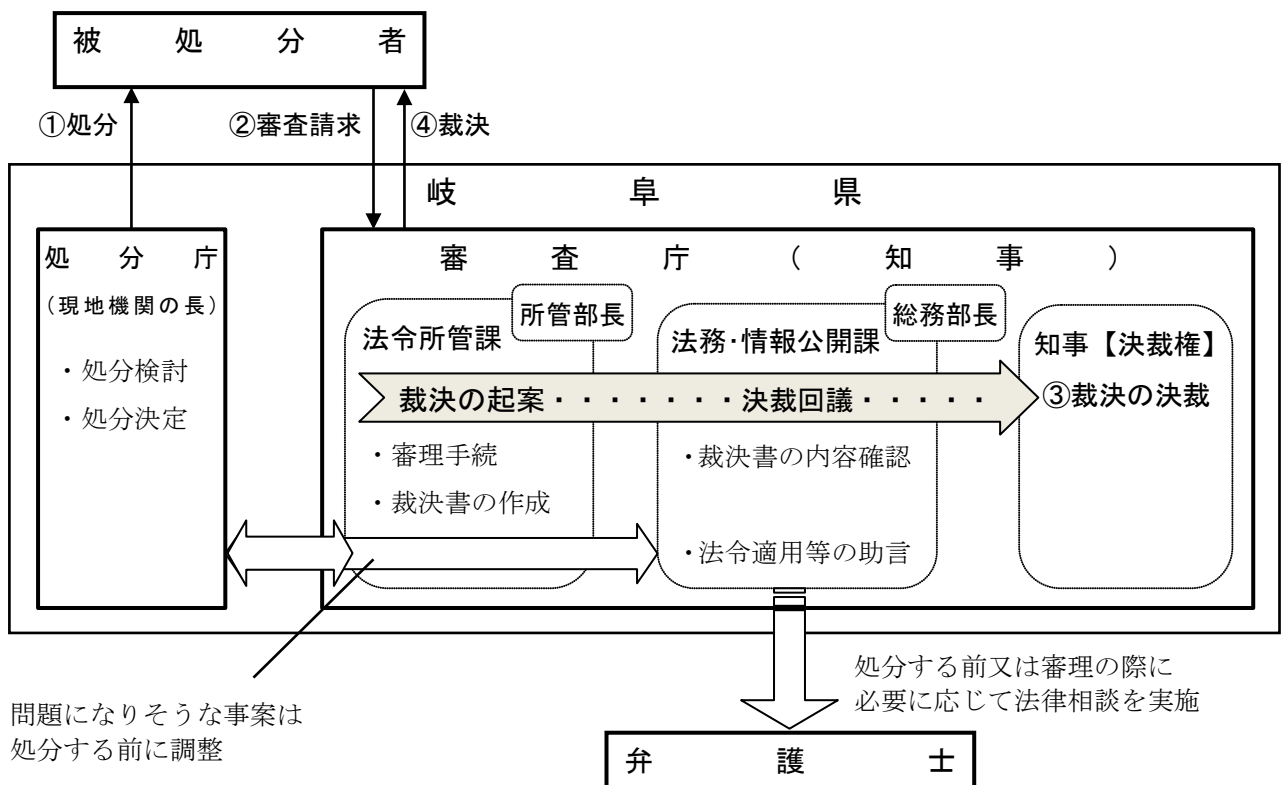 被処分者
①処分
②審査請求
④裁決
岐阜県
処分庁
(現地機関の長)
・処分検討
・処分決定
審査庁(知事)
法令所管課
所管部長
法務・情報公開課
総務部長
知事【決裁権】
裁決の起案・・・・・・・決裁回議・・・・・
③裁決の決裁
・審理手続
・裁決書の作成
・裁決書の内容確認
・法令適用等の助言
問題になりそうな事案は
処分する前に調整
処分する前又は審理の際に
必要に応じて法律相談を実施
弁護士